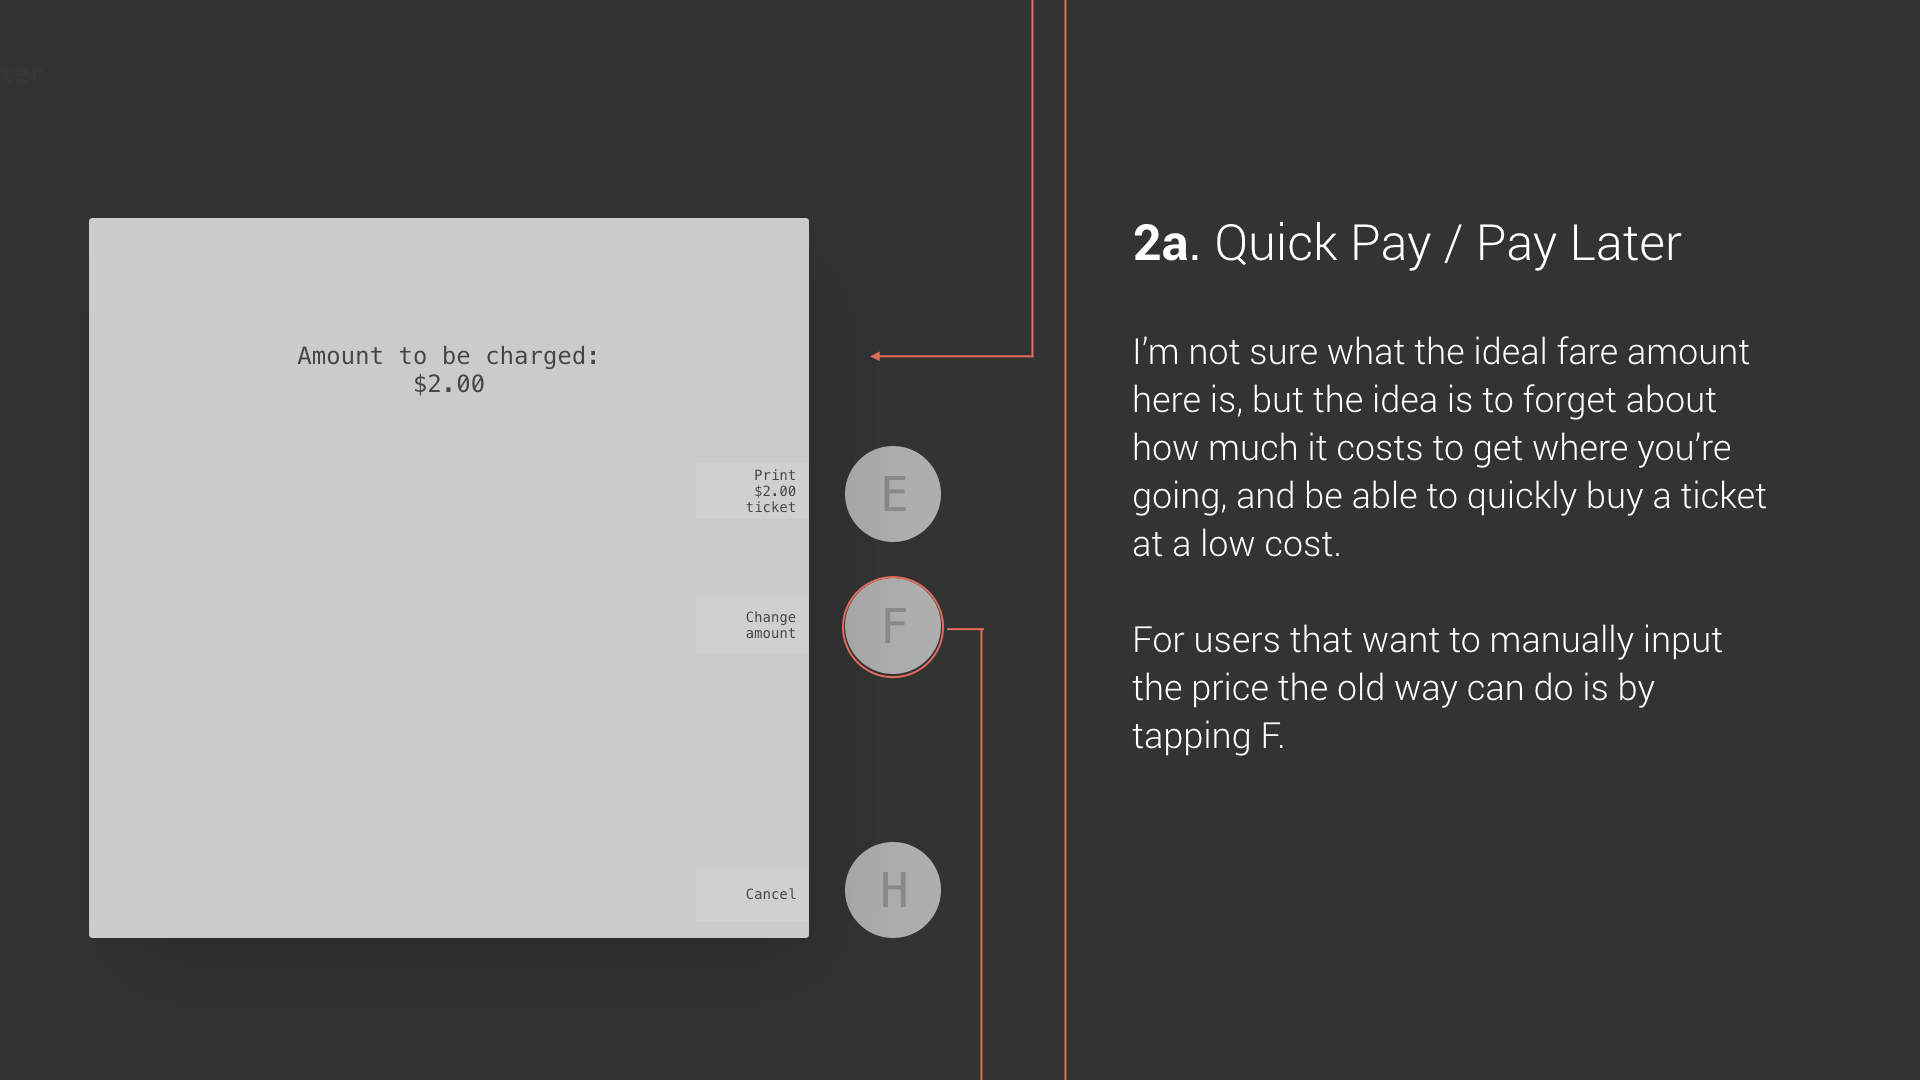 ter
Amount to be charged:
$2.00
Print
$2.00
ticket
E
Change
amount
F
Cancel
H
2a. Quick Pay / Pay Later
I’m not sure what the ideal fare amount
here is, but the idea is to forget about
how much it costs to get where you’re
going, and be able to quickly buy a ticket
at a low cost.
For users that want to manually input
the price the old way can do is by
tapping F.